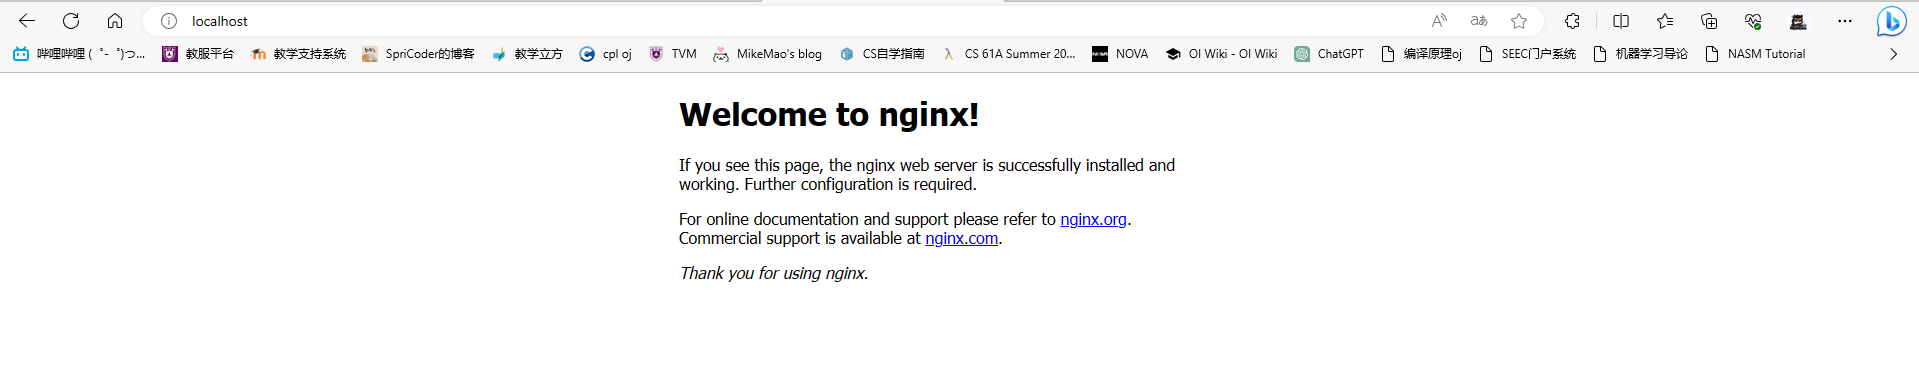 localhost
哔哩哔哩 ( ゜- ゜)つ... 教服平台 教学支持系统 SpriCoder的博客 教学立方 cpl oj TVM MikeMao's blog CS自学指南 CS 61A Summer 20... NOVA OI Wiki - OI Wiki ChatGPT 编译原理oj SEEC门户系统 机器学习导论 NASM Tutorial
Welcome to nginx!
If you see this page, the nginx web server is successfully installed and
working. Further configuration is required.
For online documentation and support please refer to nginx.org.
Commercial support is available at nginx.com.
Thank you for using nginx.